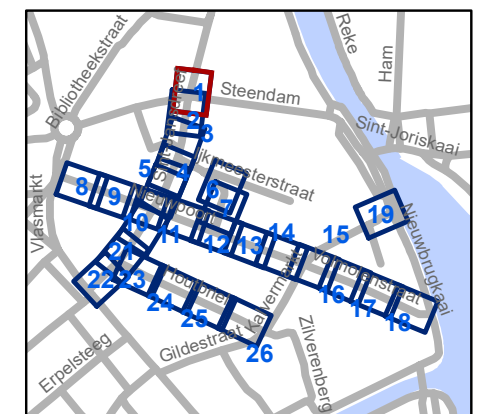 Reke
Ham
Bibliotheekstraat
Steendam
Sint-Joriskaai
Vlasmarkt
Nieuwpoort
Nieuwbrugkaai
Kalvermarkt
Gildestraat
Zilverenberg
Erpelsteeg
1
2
3
4
5
6
7
8
9
10
11
12
13
14
15
16
17
18
19
21
22
23
24
25
26